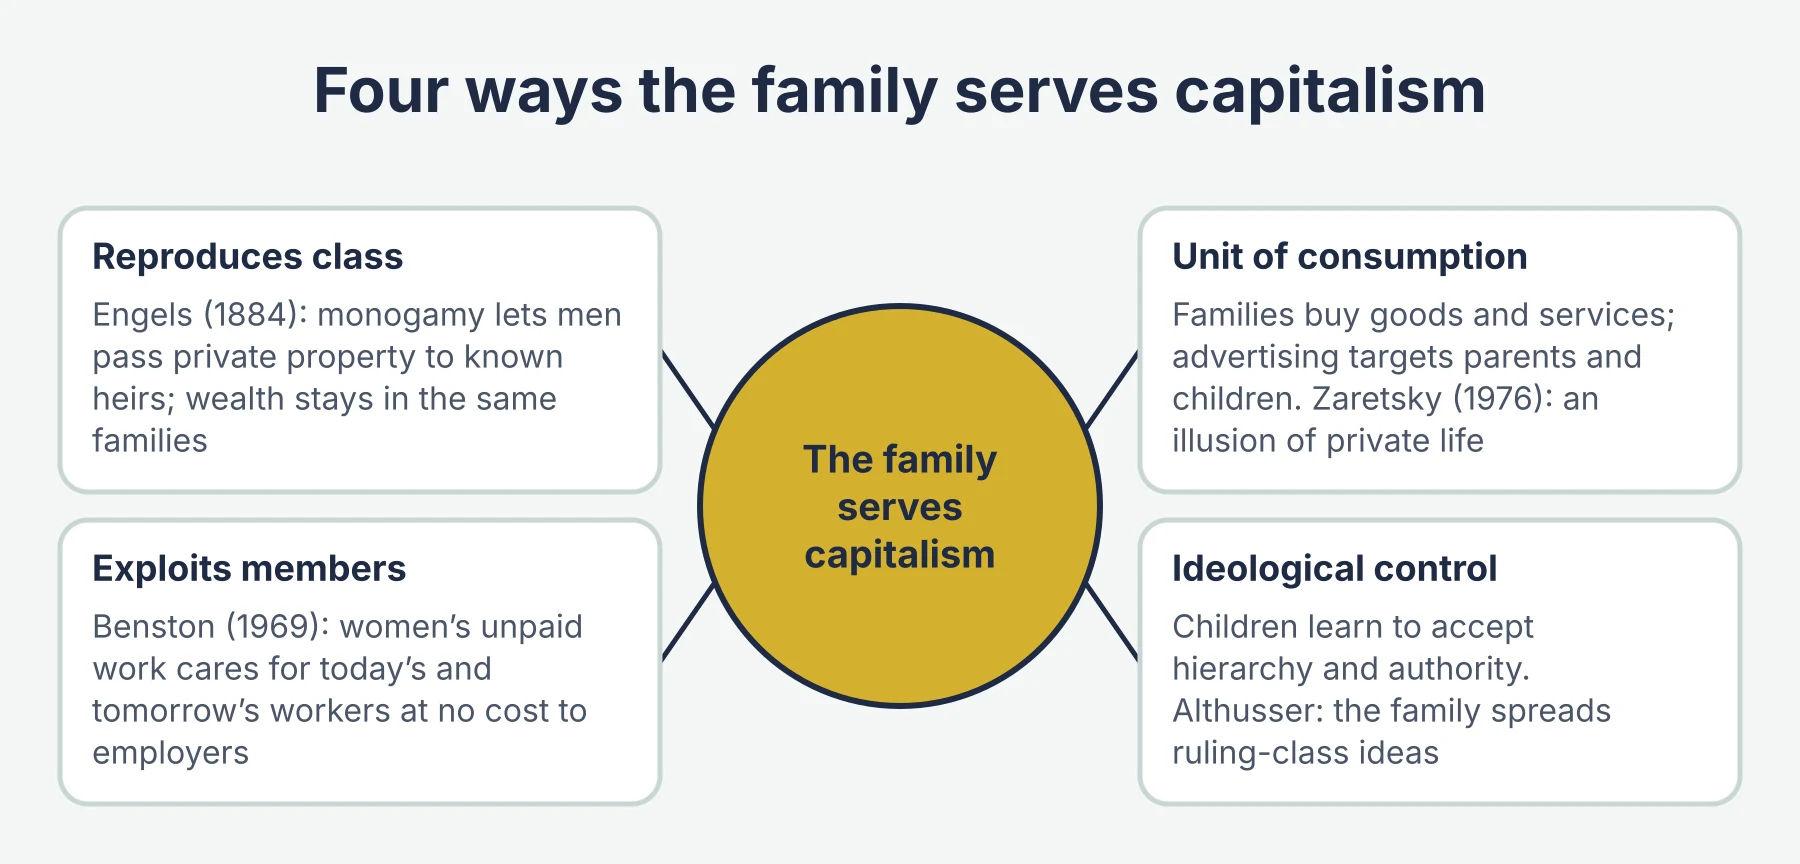 Four ways the family serves capitalism
Reproduces class
Engels (1884): monogamy lets men
pass private property to known
heirs; wealth stays in the same
families
Unit of consumption
Families buy goods and services;
advertising targets parents and
children. Zaretsky (1976): an
illusion of private life
The family
serves
capitalism
Exploits members
Benston (1969): women’s unpaid
work cares for today’s and
tomorrow’s workers at no cost to
employers
Ideological control
Children learn to accept
hierarchy and authority.
Althusser: the family spreads
ruling-class ideas